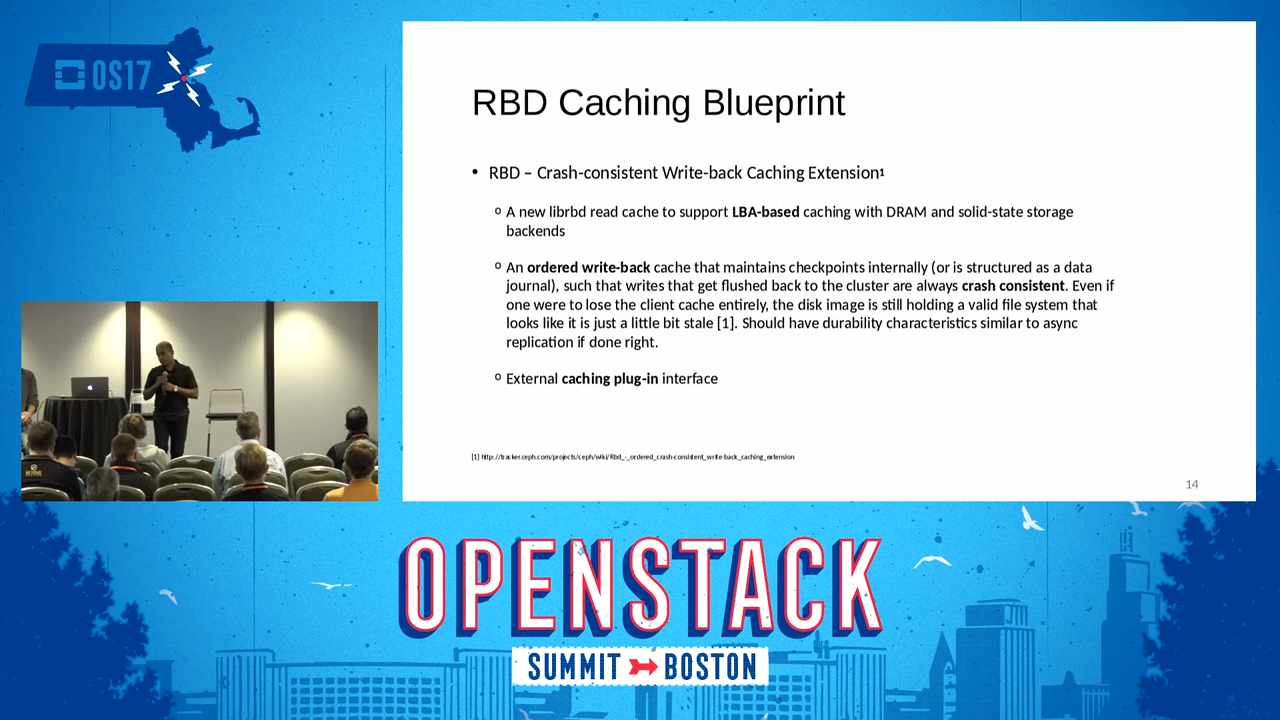 OS17
RBD Caching Blueprint
• RBD – Crash-consistent Write-back Caching Extension¹
o A new librbd read cache to support LBA-based caching with DRAM and solid-state storage
backends
o An ordered write-back cache that maintains checkpoints internally (or is structured as a data
journal), such that writes that get flushed back to the cluster are always crash consistent. Even if
one were to lose the client cache entirely, the disk image is still holding a valid file system that
looks like it is just a little bit stale [1]. Should have durability characteristics similar to async
replication if done right.
o External caching plug-in interface
[1] http://tracker.ceph.com/projects/ceph/wiki/Rbd_-_ordered_crash-consistent_write-back_caching_extension
14
OPENSTACK
SUMMIT BOSTON